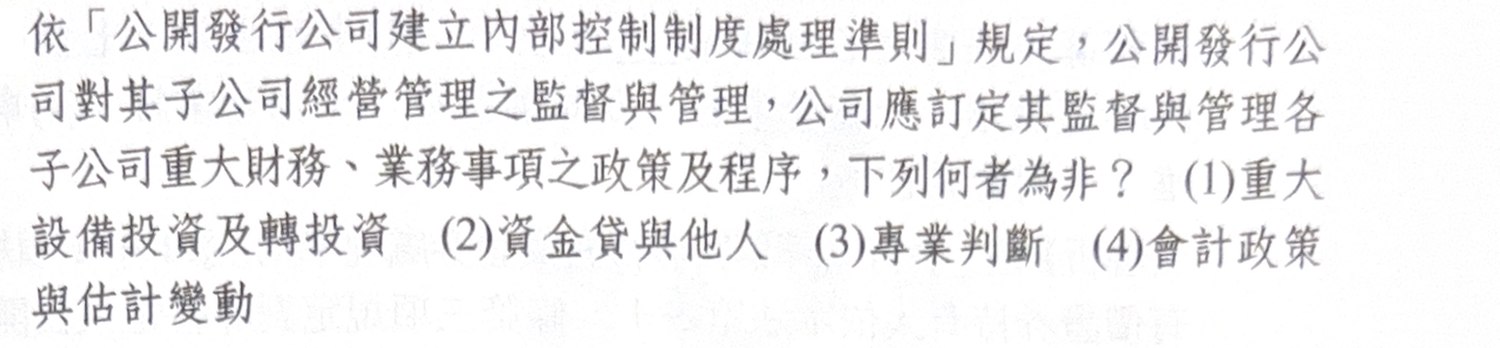 依「公開發行公司建立內部控制制度處理準則」規定，公開發行公
司對其子公司經營管理之監督與管理，公司應訂定其監督與管理各
子公司重大財務、業務事項之政策及程序，下列何者為非？ (1)重大
設備投資及轉投資 (2)資金貸與他人 (3)專業判斷 (4)會計政策
與估計變動